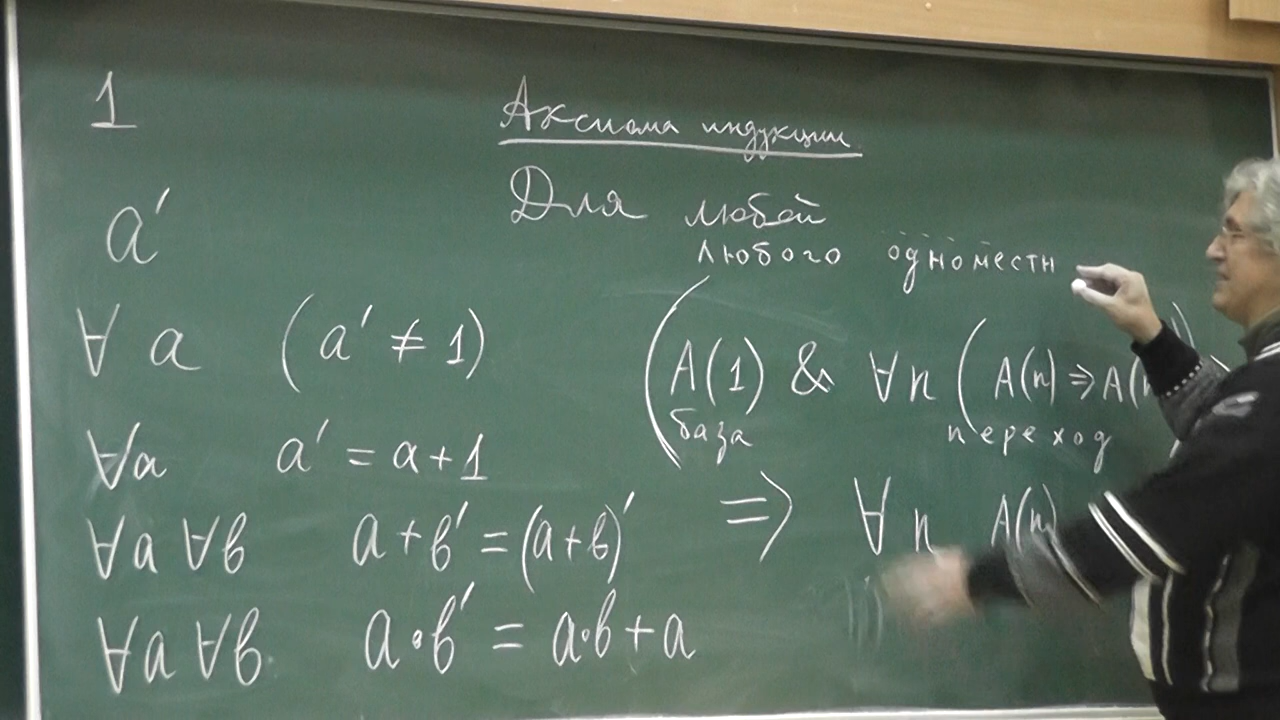 1
a′
∀ a (a′ ≠ 1)
∀a a′ = a+1
∀a ∀в a+в′ = (a+в)′
∀a ∀в a•в′ = a•в+a
Аксиома индукции
Для любой
любого одноместн
(A(1) & ∀n (A(n) ⇒ A(
база переход
⇒ ∀n A(n)